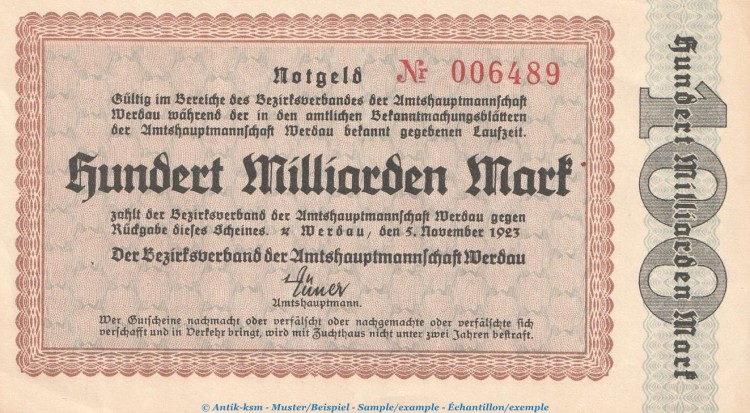 Notgeld № 006489
Gültig im Bereiche des Bezirksverbandes der Amtshauptmannschaft
Werdau während der in den amtlichen Bekanntmachungsblättern
der Amtshauptmannschaft Werdau bekannt gegebenen Laufzeit.
Hundert Milliarden Mark
zahlt der Bezirksverband der Amtshauptmannschaft Werdau gegen
Rückgabe dieses Scheines. Werdau, den 5. November 1923
Der Bezirksverband der Amtshauptmannschaft Werdau
Amtshauptmann.
Wer Gutscheine nachmacht oder verfälscht oder nachgemachte oder verfälschte sich
verschafft und in Verkehr bringt, wird mit Zuchthaus nicht unter zwei Jahren bestraft.
Hundert Milliarden Mark
100
© Antik-ksm - Muster/Beispiel - Sample/example - Échantillon/exemple